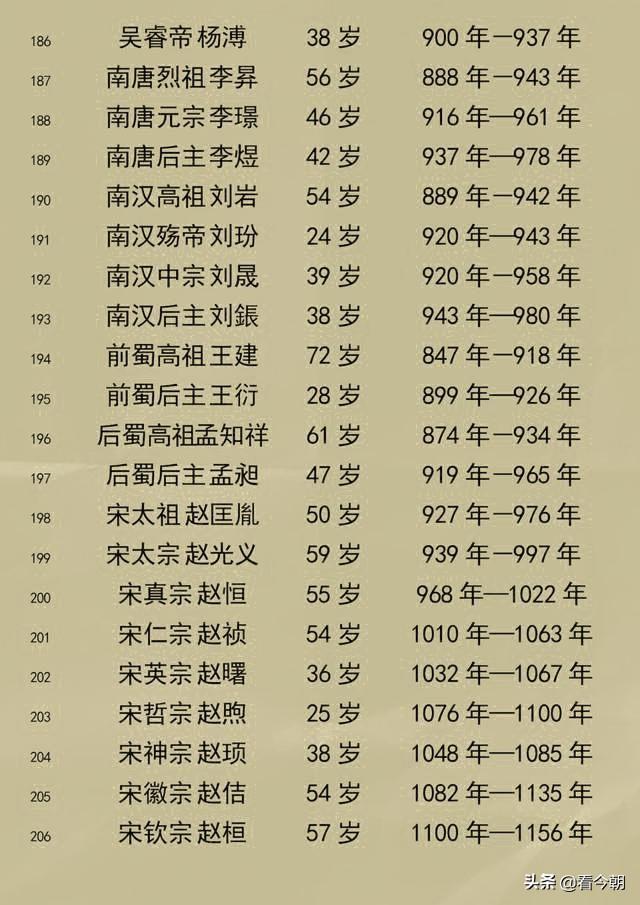 186 吴睿帝 杨溥 38 岁 900 年—937 年
187 南唐烈祖 李昇 56 岁 888 年—943 年
188 南唐元宗 李璟 46 岁 916 年—961 年
189 南唐后主 李煜 42 岁 937 年—978 年
190 南汉高祖 刘岩 54 岁 889 年—942 年
191 南汉殇帝 刘玢 24 岁 920 年—943 年
192 南汉中宗 刘晟 39 岁 920 年—958 年
193 南汉后主 刘鋹 38 岁 943 年—980 年
194 前蜀高祖 王建 72 岁 847 年—918 年
195 前蜀后主 王衍 28 岁 899 年—926 年
196 后蜀高祖孟知祥 61 岁 874 年—934 年
197 后蜀后主 孟昶 47 岁 919 年—965 年
198 宋太祖 赵匡胤 50 岁 927 年—976 年
199 宋太宗 赵光义 59 岁 939 年—997 年
200 宋真宗 赵恒 55 岁 968 年—1022 年
201 宋仁宗 赵祯 54 岁 1010 年—1063 年
202 宋英宗 赵曙 36 岁 1032 年—1067 年
203 宋哲宗 赵煦 25 岁 1076 年—1100 年
204 宋神宗 赵顼 38 岁 1048 年—1085 年
205 宋徽宗 赵佶 54 岁 1082 年—1135 年
206 宋钦宗 赵桓 57 岁 1100 年—1156 年
头条 @看今朝